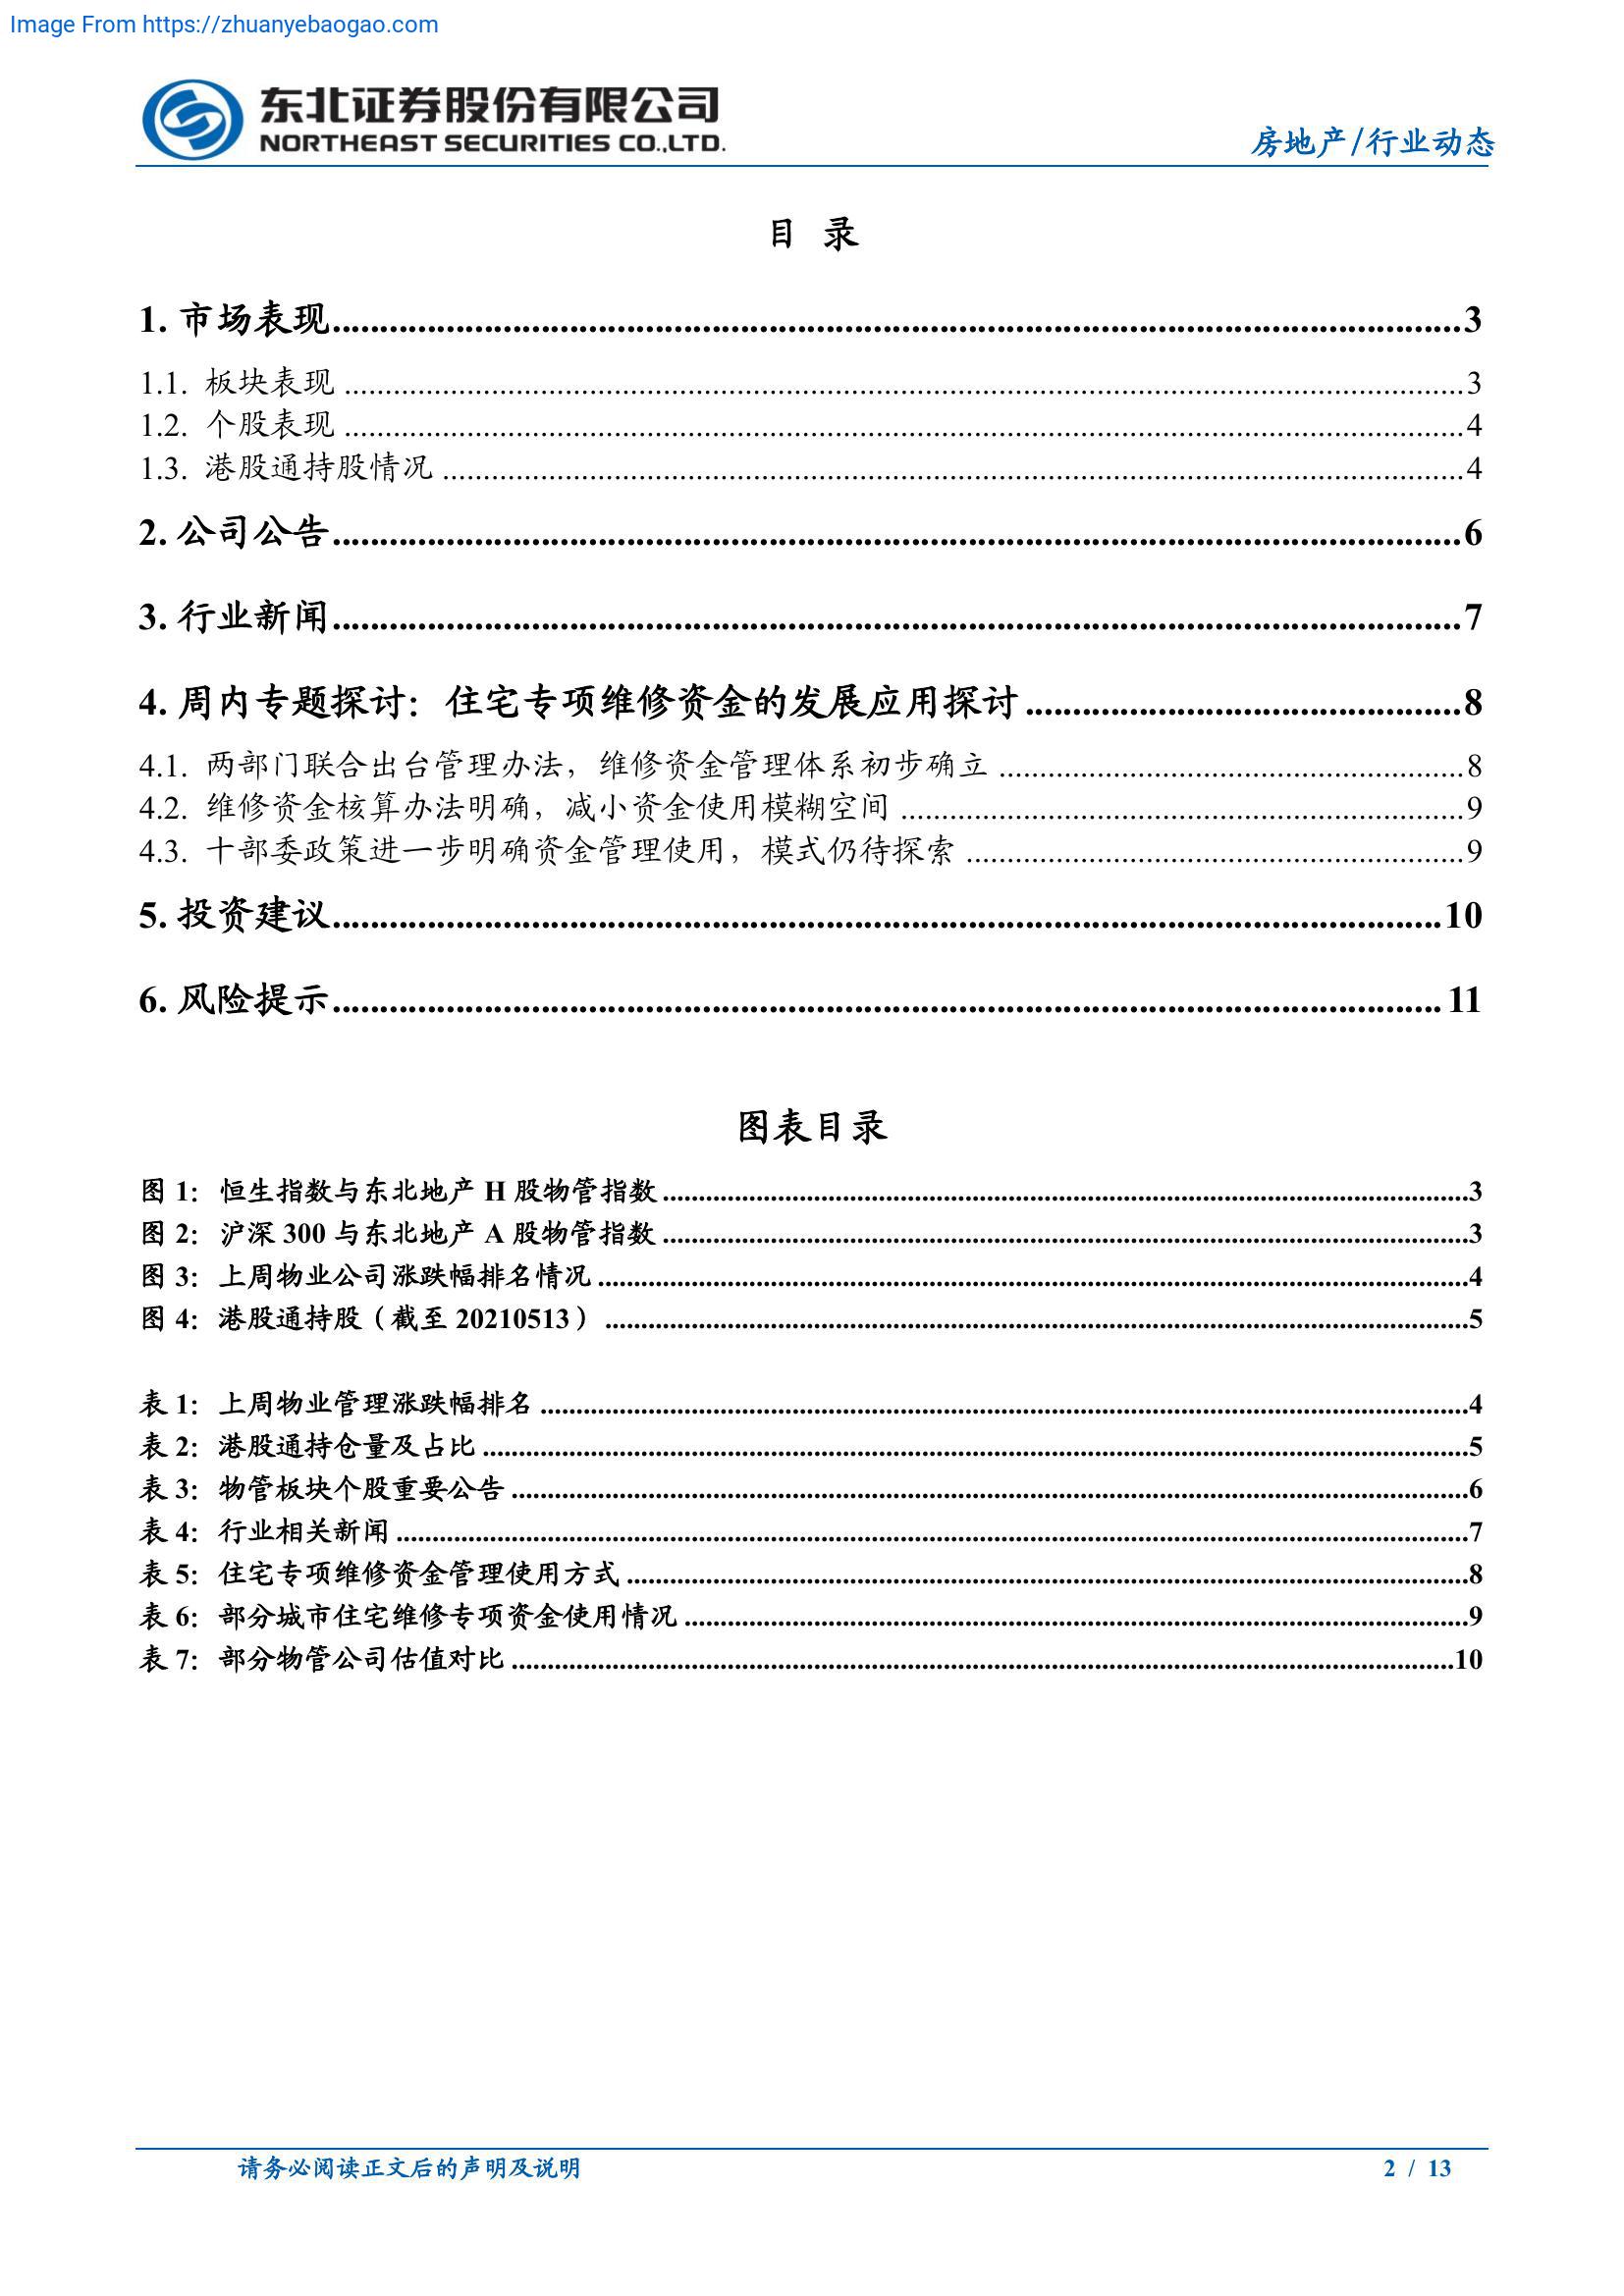 Image From https://zhuanyebaogao.com
东北证券股份有限公司
NORTHEAST SECURITIES CO.,LTD.
房地产/行业动态
目 录
1. 市场表现 3
1.1. 板块表现 3
1.2. 个股表现 4
1.3. 港股通持股情况 4
2. 公司公告 6
3. 行业新闻 7
4. 周内专题探讨：住宅专项维修资金的发展应用探讨 8
4.1. 两部门联合出台管理办法，维修资金管理体系初步确立 8
4.2. 维修资金核算办法明确，减小资金使用模糊空间 9
4.3. 十部委政策进一步明确资金管理使用，模式仍待探索 9
5. 投资建议 10
6. 风险提示 11
图表目录
图 1：恒生指数与东北地产 H 股物管指数 3
图 2：沪深 300 与东北地产 A 股物管指数 3
图 3：上周物业公司涨跌幅排名情况 4
图 4：港股通持股（截至 20210513） 5
表 1：上周物业管理涨跌幅排名 4
表 2：港股通持仓量及占比 5
表 3：物管板块个股重要公告 6
表 4：行业相关新闻 7
表 5：住宅专项维修资金管理使用方式 8
表 6：部分城市住宅维修专项资金使用情况 9
表 7：部分物管公司估值对比 10
请务必阅读正文后的声明及说明
2 / 13